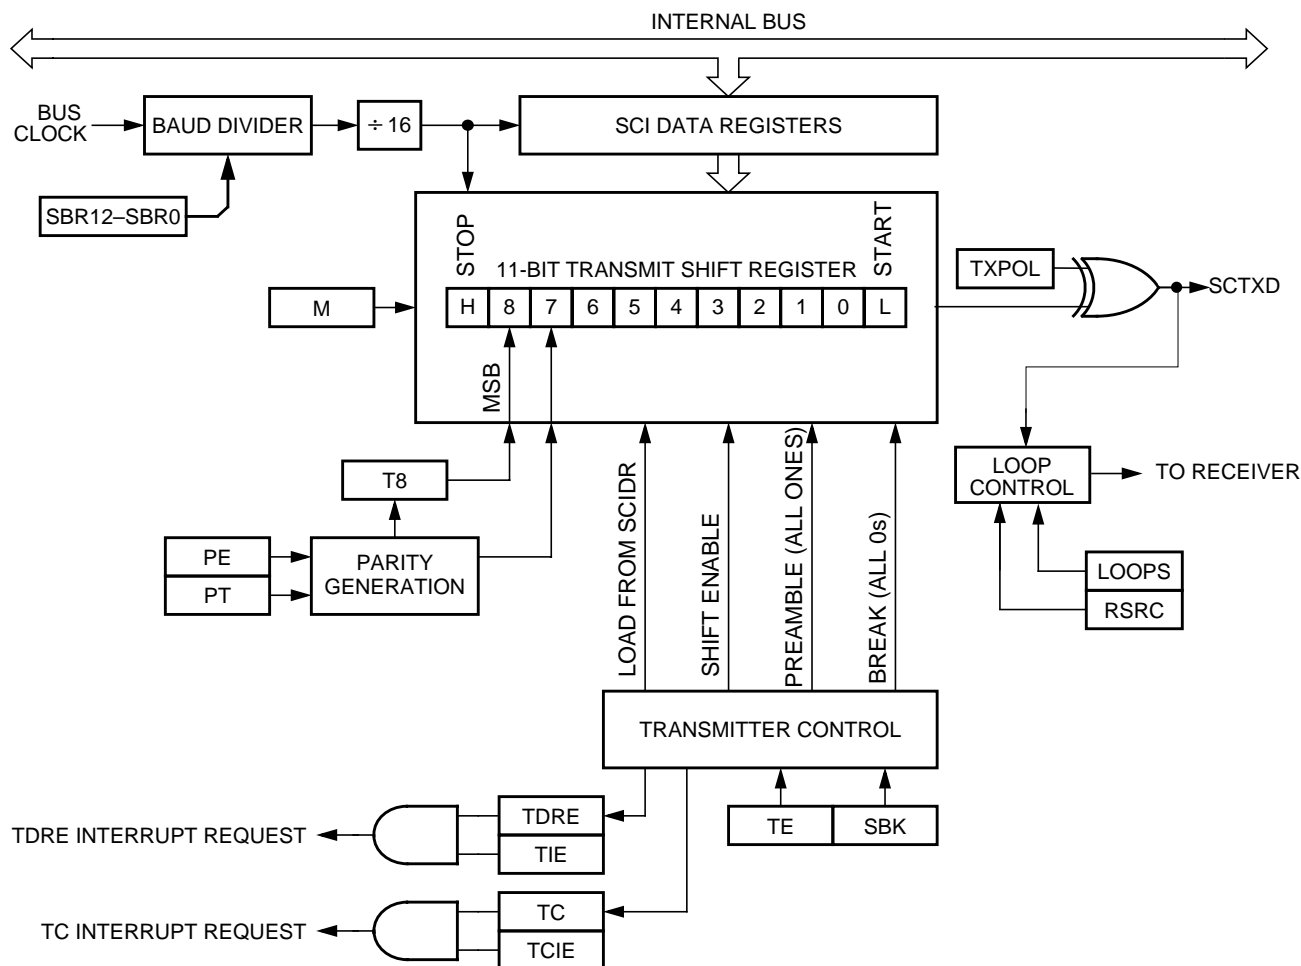 INTERNAL BUS
BUS
CLOCK
BAUD DIVIDER
÷ 16
SCI DATA REGISTERS
SBR12–SBR0
STOP
11-BIT TRANSMIT SHIFT REGISTER
START
TXPOL
SCTXD
M
H 8 7 6 5 4 3 2 1 0 L
MSB
T8
LOOP
CONTROL
TO RECEIVER
PE
PT
PARITY
GENERATION
LOAD FROM SCIDR
SHIFT ENABLE
PREAMBLE (ALL ONES)
BREAK (ALL 0s)
LOOPS
RSRC
TRANSMITTER CONTROL
TDRE INTERRUPT REQUEST
TDRE
TIE
TE
SBK
TC INTERRUPT REQUEST
TC
TCIE